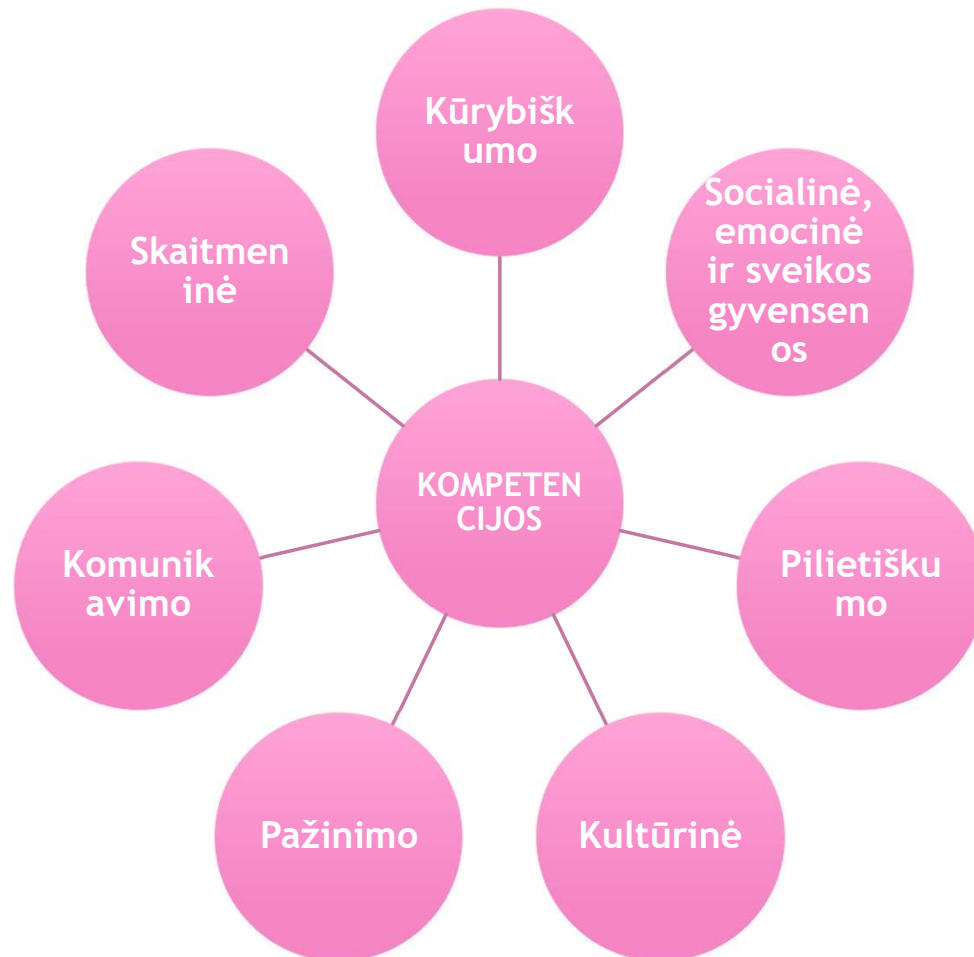 Kūrybišk
umo
Socialinė,
emocinė
ir sveikos
gyvensen
os
Pilietišku
mo
Kultūrinė
Pažinimo
Komunik
avimo
Skaitmen
inė
KOMPETEN
CIJOS